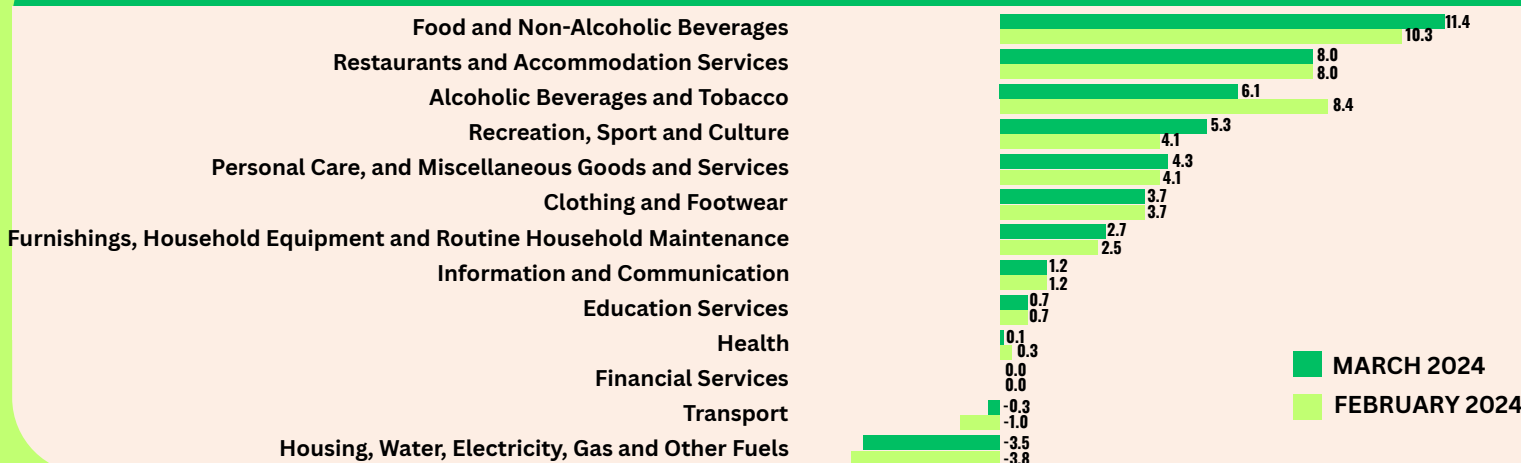 Food and Non-Alcoholic Beverages 11.4
10.3
Restaurants and Accommodation Services 8.0
8.0
Alcoholic Beverages and Tobacco 6.1
8.4
Recreation, Sport and Culture 5.3
4.1
Personal Care, and Miscellaneous Goods and Services 4.3
4.1
Clothing and Footwear 3.7
3.7
Furnishings, Household Equipment and Routine Household Maintenance 2.7
2.5
Information and Communication 1.2
1.2
Education Services 0.7
0.7
Health 0.1
0.3
Financial Services 0.0
0.0
Transport -0.3
-1.0
Housing, Water, Electricity, Gas and Other Fuels -3.5
-3.8
MARCH 2024
FEBRUARY 2024